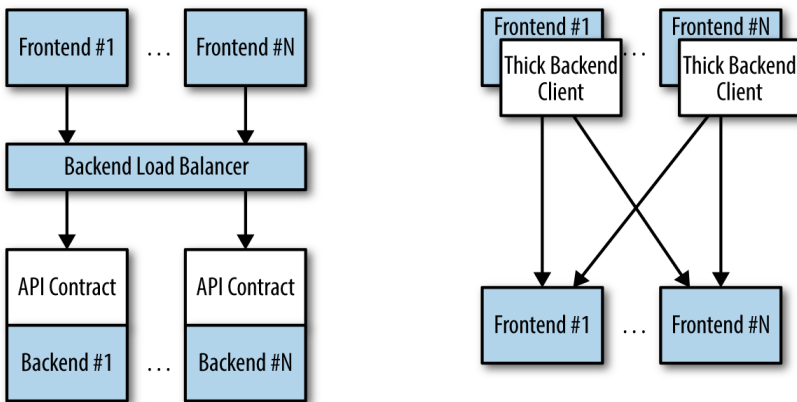 Frontend #1
...
Frontend #N
Backend Load Balancer
API Contract
API Contract
Backend #1
...
Backend #N
Frontend #1
...
Frontend #N
Thick Backend
Client
Thick Backend
Client
Frontend #1
...
Frontend #N